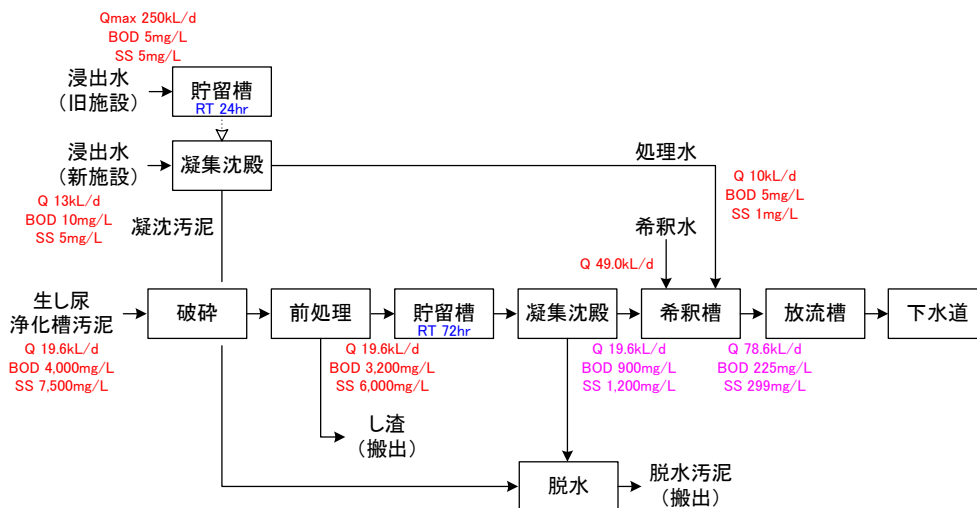 Qmax 250kL/d
BOD 5mg/L
SS 5mg/L
浸出水
（旧施設）
貯留槽
RT 24hr
浸出水
（新施設）
凝集沈殿
処理水
Q 13kL/d
BOD 10mg/L
SS 5mg/L
凝沈汚泥
Q 10kL/d
BOD 5mg/L
SS 1mg/L
希釈水
Q 49.0kL/d
生し尿
浄化槽汚泥
破砕
前処理
貯留槽
RT 72hr
凝集沈殿
希釈槽
放流槽
下水道
Q 19.6kL/d
BOD 4,000mg/L
SS 7,500mg/L
Q 19.6kL/d
BOD 3,200mg/L
SS 6,000mg/L
Q 19.6kL/d
BOD 900mg/L
SS 1,200mg/L
Q 78.6kL/d
BOD 225mg/L
SS 299mg/L
し渣
（搬出）
脱水
脱水汚泥
（搬出）